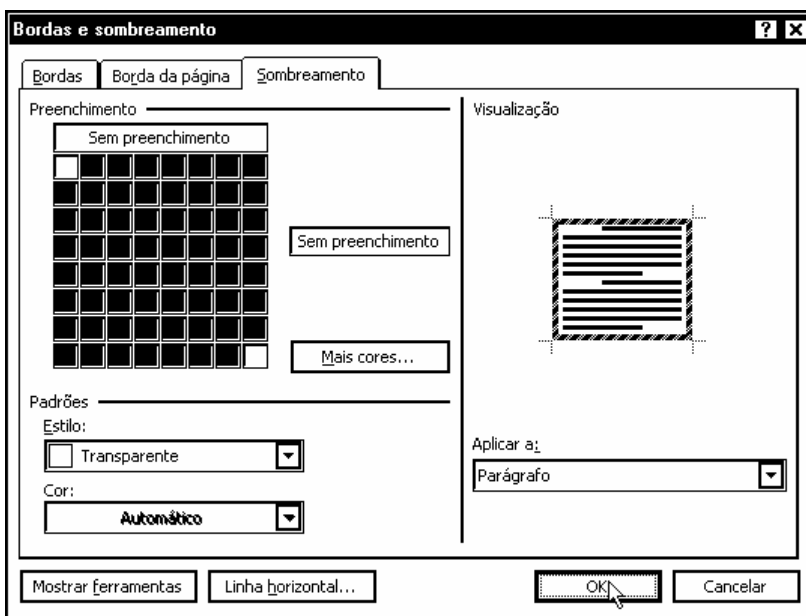 Bordas e sombreamento
Bordas
Borda da página
Sombreamento
Preenchimento
Sem preenchimento
Sem preenchimento
Mais cores...
Padrões
Estilo:
Transparente
Cor:
Automático
Visualização
Aplicar a:
Parágrafo
Mostrar ferramentas
Linha horizontal...
OK
Cancelar